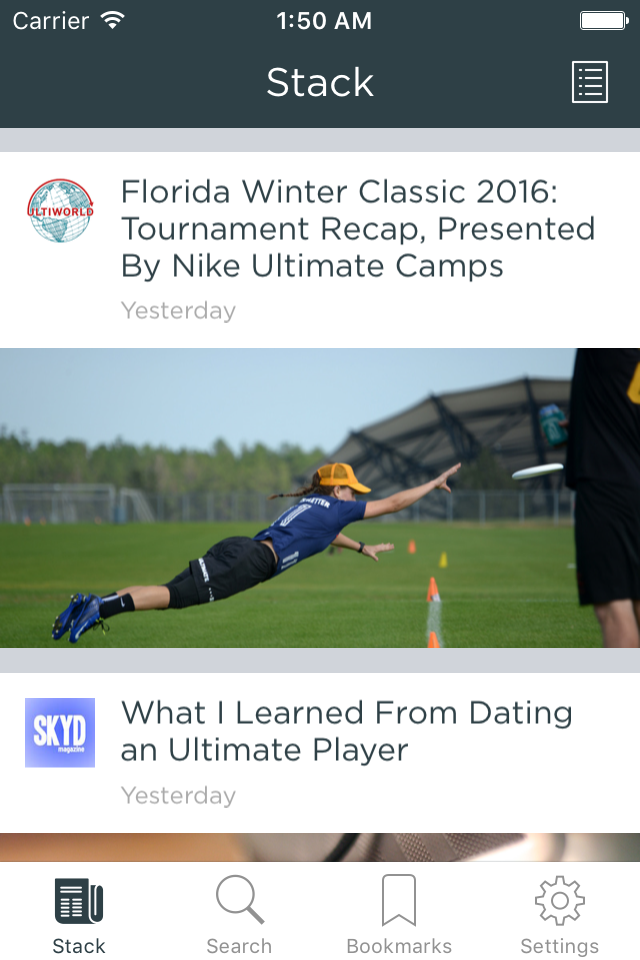 Carrier
1:50 AM
Stack
ULTIWORLD
Florida Winter Classic 2016:
Tournament Recap, Presented
By Nike Ultimate Camps
Yesterday
SKYD
magazine
What I Learned From Dating
an Ultimate Player
Yesterday
Stack
Search
Bookmarks
Settings